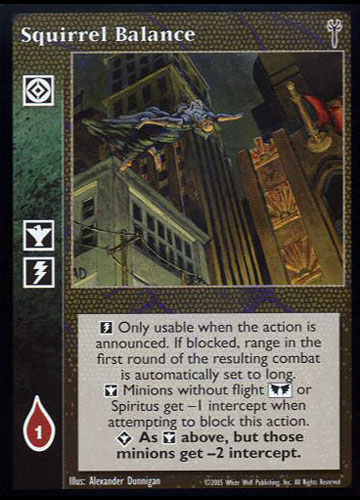 Squirrel Balance
AD
Only usable when the action is
announced. If blocked, range in the
first round of the resulting combat
is automatically set to long.
Minions without flight or
Spiritus get –1 intercept when
attempting to block this action.
As above, but those
minions get –2 intercept.
1
Illus: Alexander Dunnigan ©2005 White Wolf Publishing, Inc. All Rights Reserved